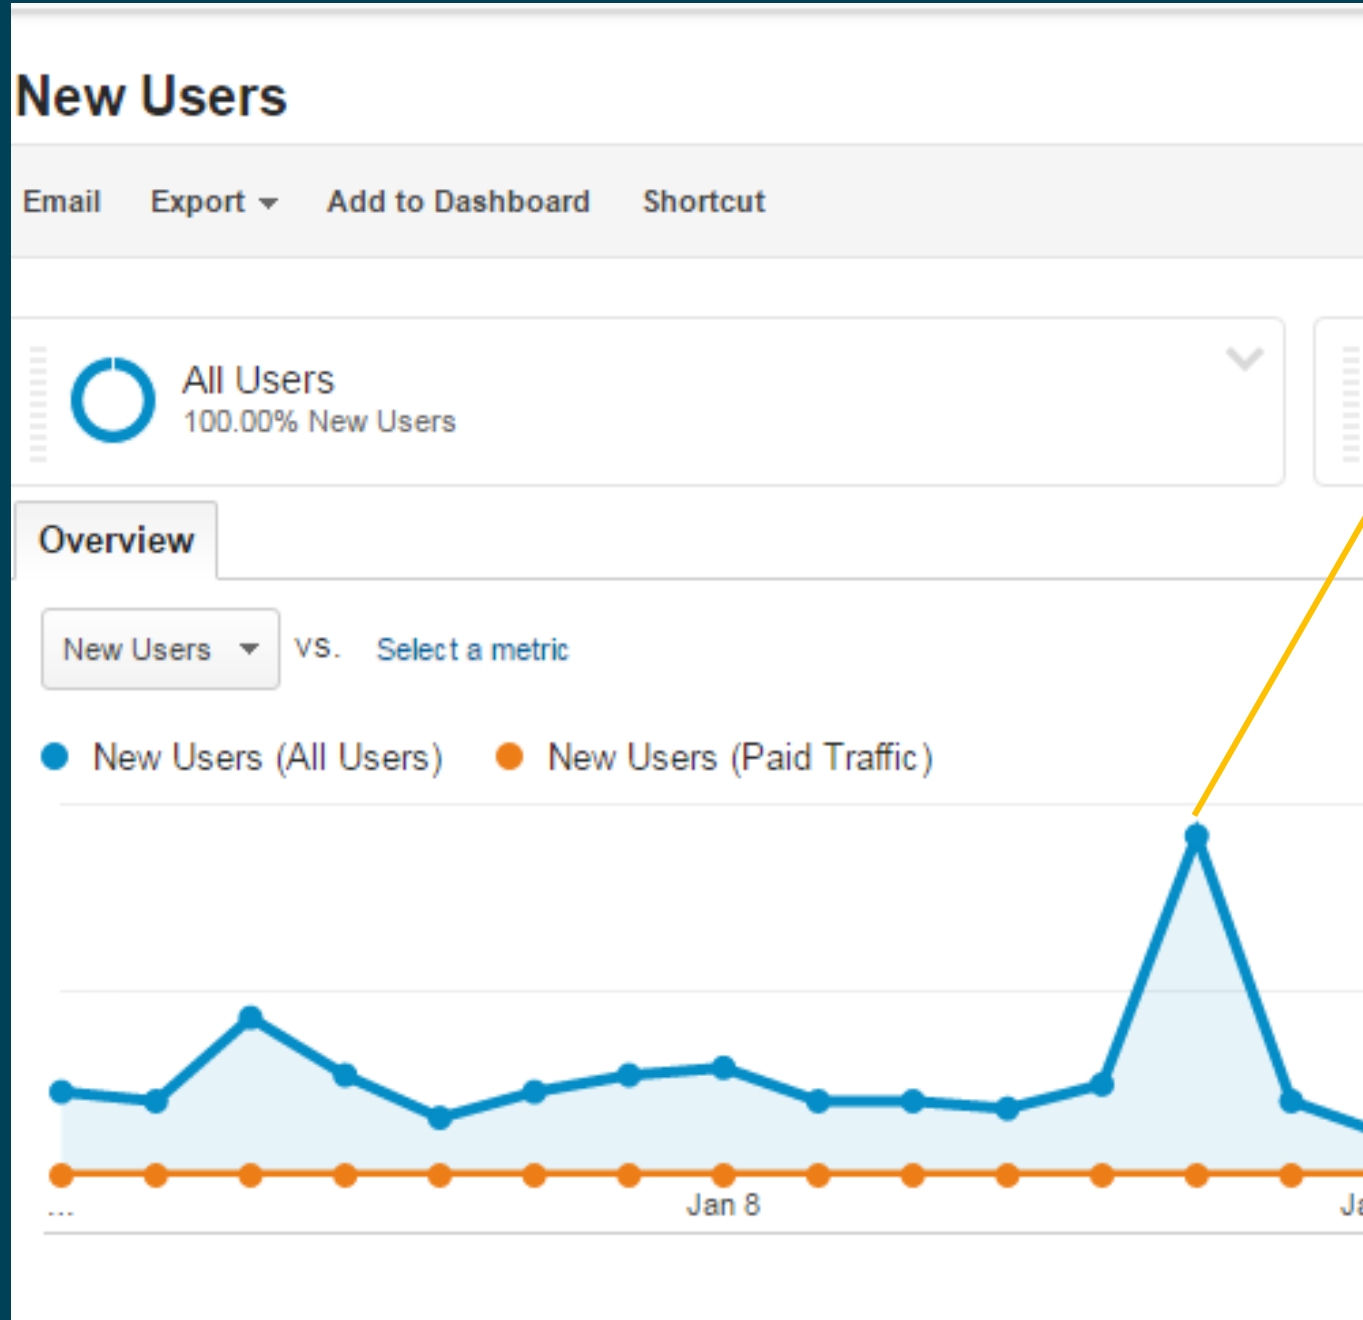 New Users
Email Export Add to Dashboard Shortcut
All Users
100.00% New Users
Overview
New Users vs. Select a metric
New Users (All Users) New Users (Paid Traffic)
... Jan 8